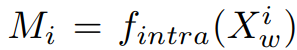 $M_i = f_{intra}(X_w^i)$